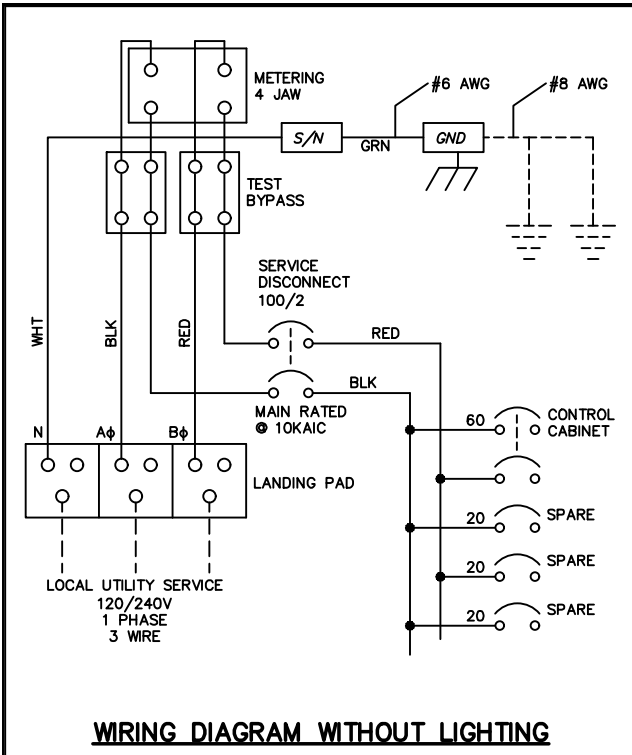 METERING
4 JAW
#6 AWG
#8 AWG
S/N
GRN
GND
TEST
BYPASS
SERVICE
DISCONNECT
100/2
WHT
BLK
RED
RED
BLK
MAIN RATED
@ 10KAIC
60
CONTROL
CABINET
N
Aϕ
Bϕ
LANDING PAD
20
SPARE
20
SPARE
20
SPARE
LOCAL UTILITY SERVICE
120/240V
1 PHASE
3 WIRE
WIRING DIAGRAM WITHOUT LIGHTING